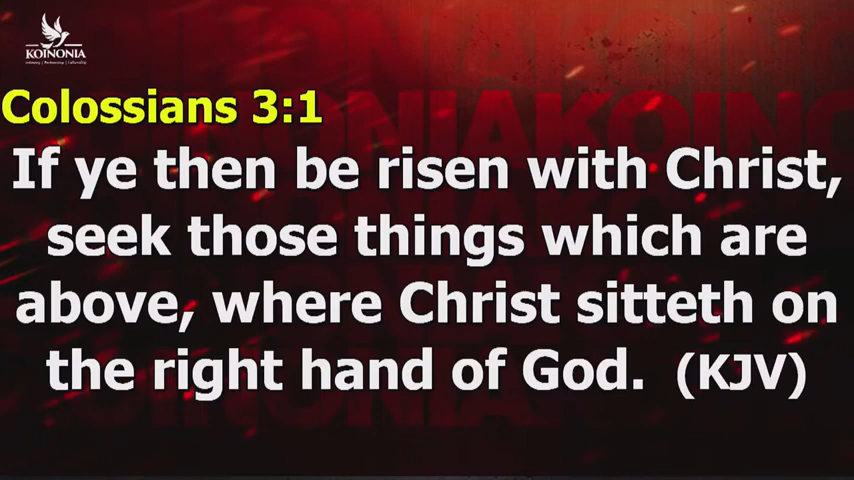 KOINONIA
Colossians 3:1
If ye then be risen with Christ,
seek those things which are
above, where Christ sitteth on
the right hand of God. (KJV)